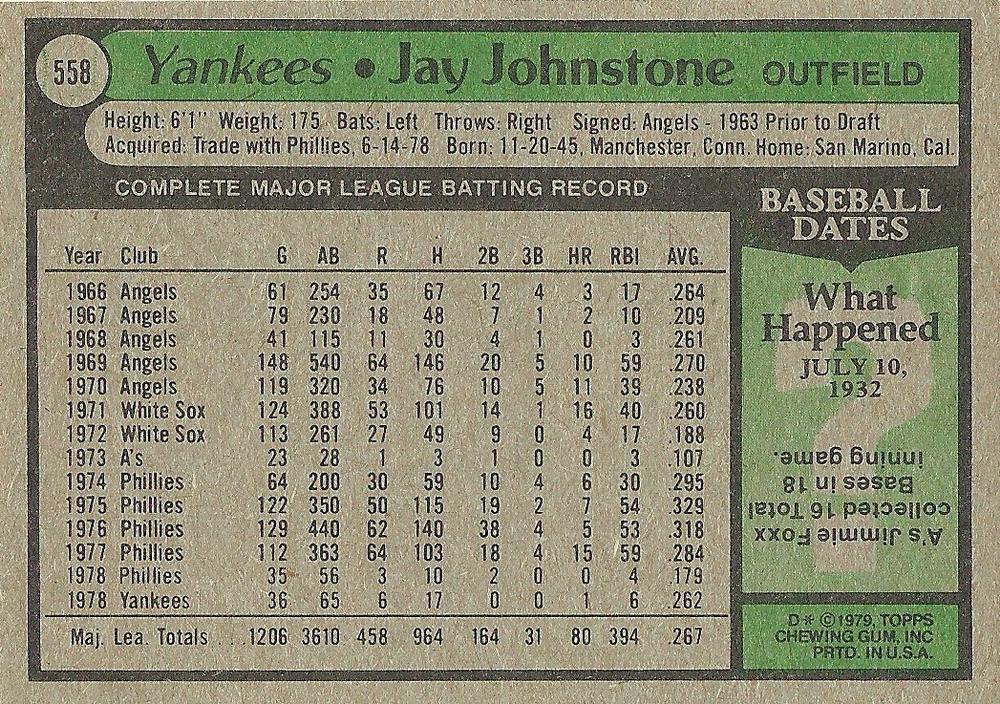 558 Yankees • Jay Johnstone OUTFIELD
Height: 6'1" Weight: 175 Bats: Left Throws: Right Signed: Angels - 1963 Prior to Draft
Acquired: Trade with Phillies, 6-14-78 Born: 11-20-45, Manchester, Conn. Home: San Marino, Cal.
COMPLETE MAJOR LEAGUE BATTING RECORD
Year Club G AB R H 2B 3B HR RBI AVG.
1966 Angels 61 254 35 67 12 4 3 17 .264
1967 Angels 79 230 18 48 7 1 2 10 .209
1968 Angels 41 115 11 30 4 1 0 3 .261
1969 Angels 148 540 64 146 20 5 10 59 .270
1970 Angels 119 320 34 76 10 5 11 39 .238
1971 White Sox 124 388 53 101 14 1 16 40 .260
1972 White Sox 113 261 27 49 9 0 4 17 .188
1973 A's 23 28 1 3 1 0 0 3 .107
1974 Phillies 64 200 30 59 10 4 6 30 .295
1975 Phillies 122 350 50 115 19 2 7 54 .329
1976 Phillies 129 440 62 140 38 4 5 53 .318
1977 Phillies 112 363 64 103 18 4 15 59 .284
1978 Phillies 35 56 3 10 2 0 0 4 .179
1978 Yankees 36 65 6 17 0 0 1 6 .262
Maj. Lea. Totals ... 1206 3610 458 964 164 31 80 394 .267
BASEBALL
DATES
What
Happened
JULY 10,
1932
A's Jimmie Foxx
collected 16 Total
Bases in 18
inning game.
D* © 1979, TOPPS
CHEWING GUM, INC
PRTD. IN U.S.A.